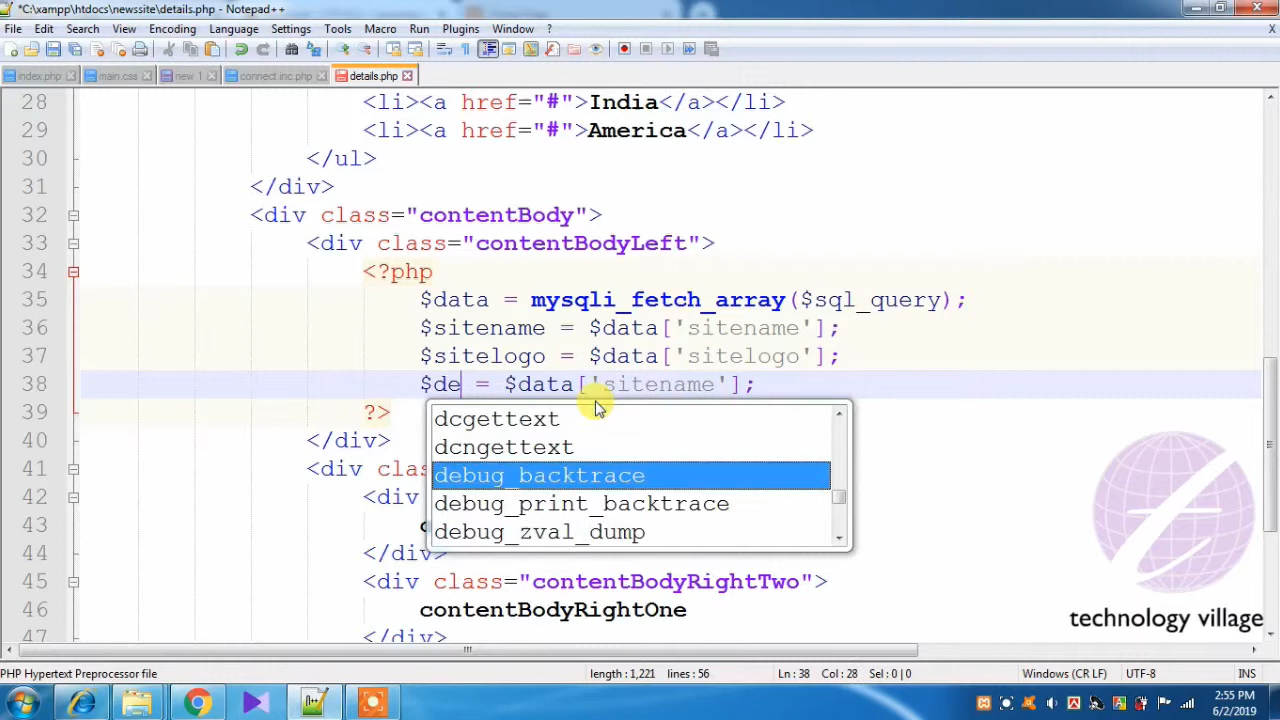 *C:\xampp\htdocs\newssite\details.php - Notepad++
File Edit Search View Encoding Language Settings Tools Macro Run Plugins Window ? X
index.php main.css new 1 connect.inc.php details.php
28 <li><a href="#">India</a></li>
29 <li><a href="#">America</a></li>
30 </ul>
31 </div>
32 <div class="contentBody">
33 <div class="contentBodyLeft">
34 <?php
35 $data = mysqli_fetch_array($sql_query);
36 $sitename = $data['sitename'];
37 $sitelogo = $data['sitelogo'];
38 $de = $data['sitename'];
39 ?>
dcgettext
40 </div>
dcngettext
41 <div clas
debug_backtrace
42 <div
debug_print_backtrace
43 c
debug_zval_dump
44 </div>
45 <div class="contentBodyRightTwo">
46 contentBodyRightOne
47 </div>
technology village
PHP Hypertext Preprocessor file length : 1,221 lines : 56 Ln : 38 Col : 28 Windows (CR LF) UTF-8 INS
2:55 PM
6/2/2019